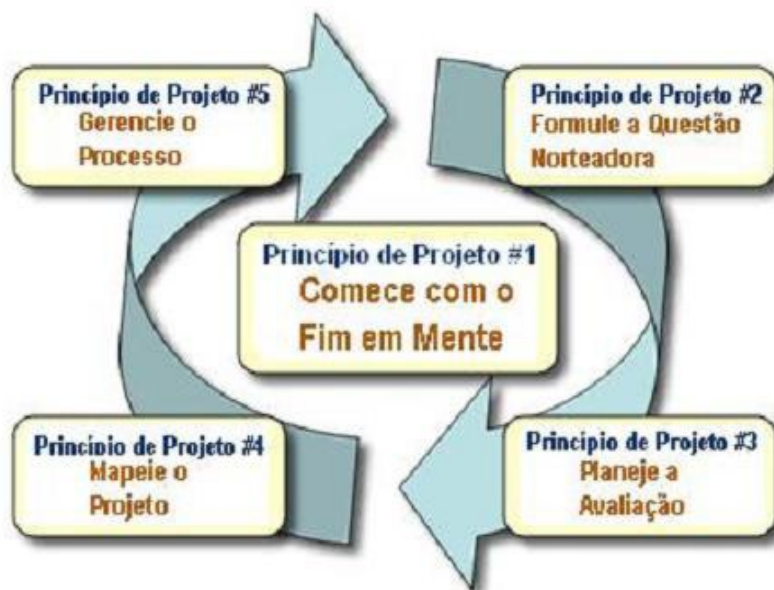 Princípio de Projeto #5
Gerencie o
Processo
Princípio de Projeto #2
Formule a Questão
Norteadora
Princípio de Projeto #1
Comece com o
Fim em Mente
Princípio de Projeto #4
Mapeie o
Projeto
Princípio de Projeto #3
Planeje a
Avaliação